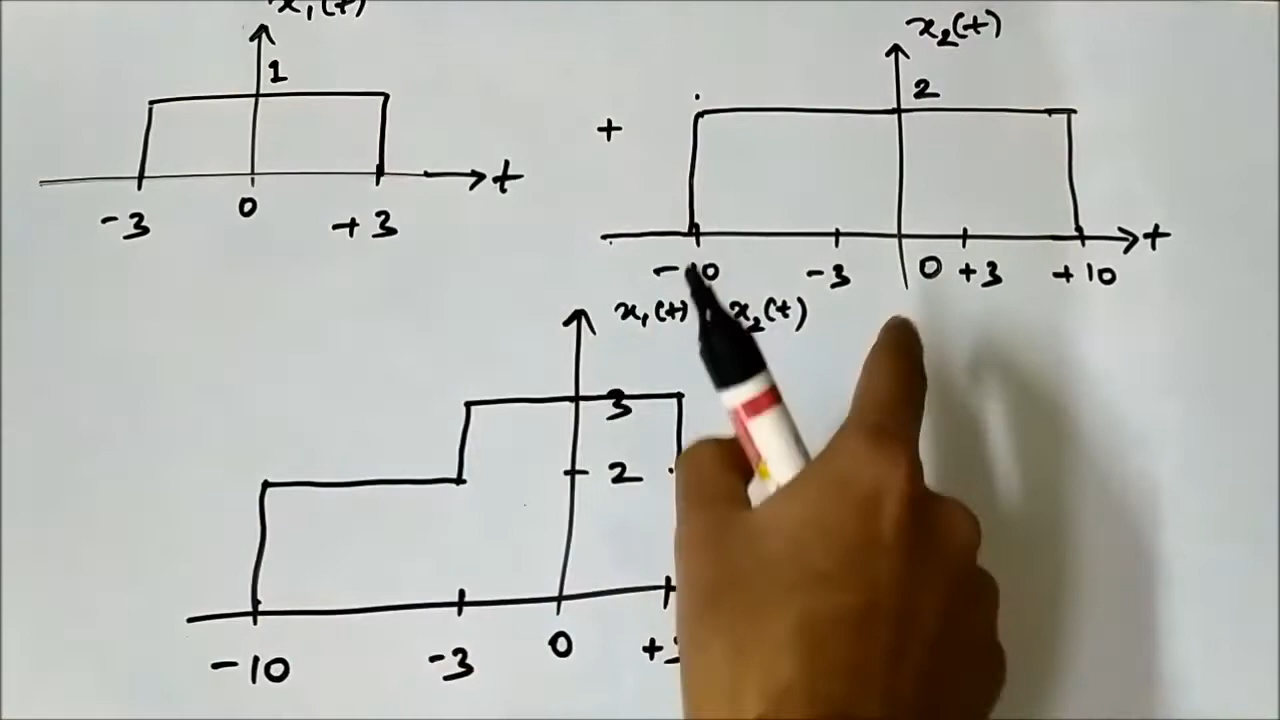 x₁(t)
1
-3 0 +3 t
+
x₂(t)
2
-10 -3 0 +3 +10 t
x₁(t) x₂(t)
3
2
-10 -3 0